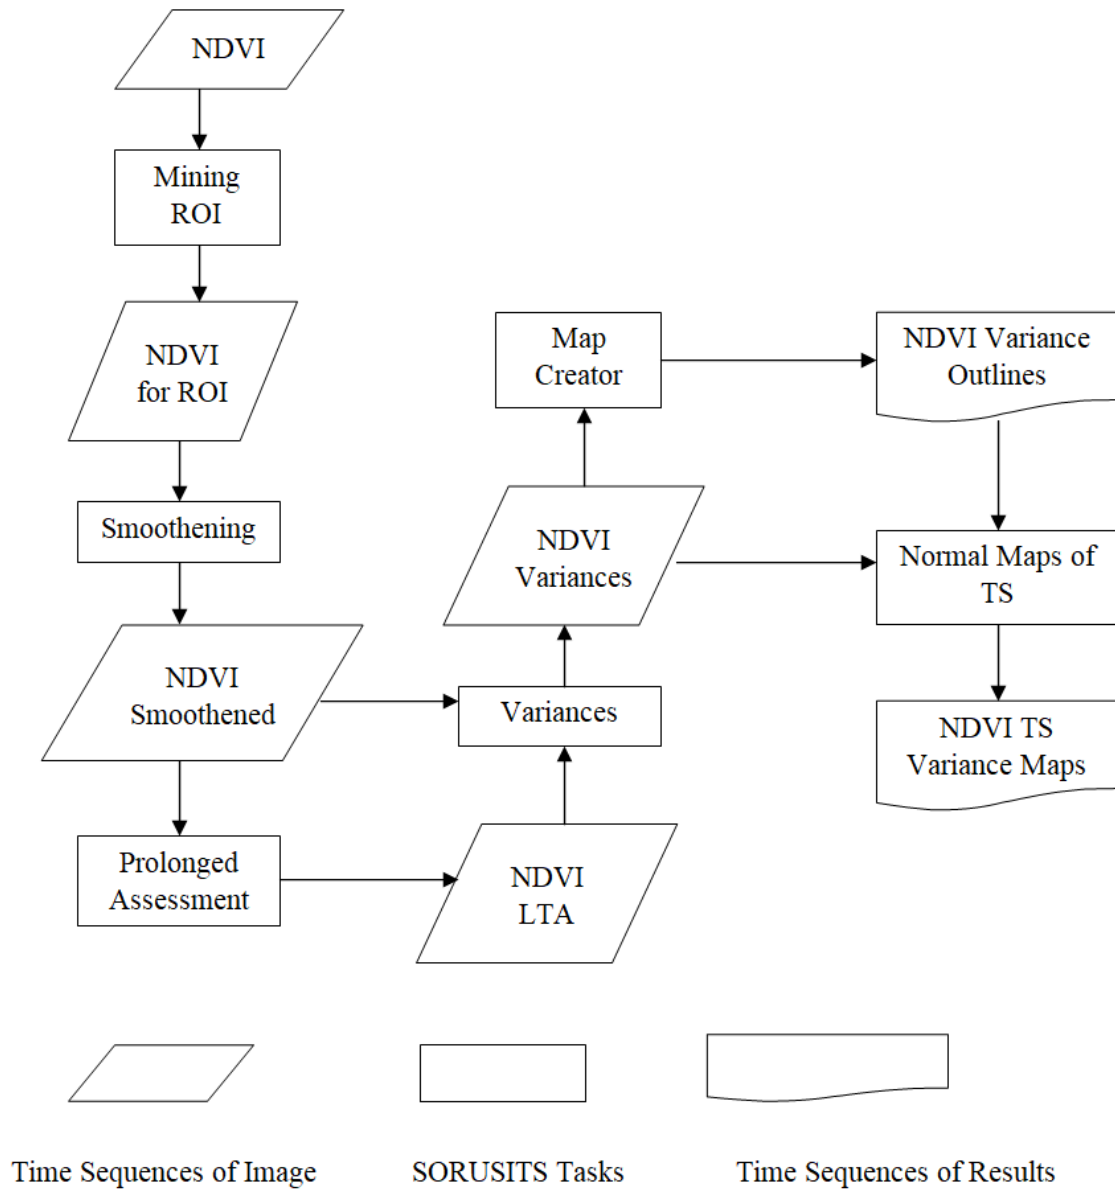 NDVI
Mining
ROI
NDVI
for ROI
Smoothening
NDVI
Smoothened
Prolonged
Assessment
Map
Creator
NDVI
Variances
Variances
NDVI
LTA
NDVI Variance
Outlines
Normal Maps of
TS
NDVI TS
Variance Maps
Time Sequences of Image
SORUSITS Tasks
Time Sequences of Results